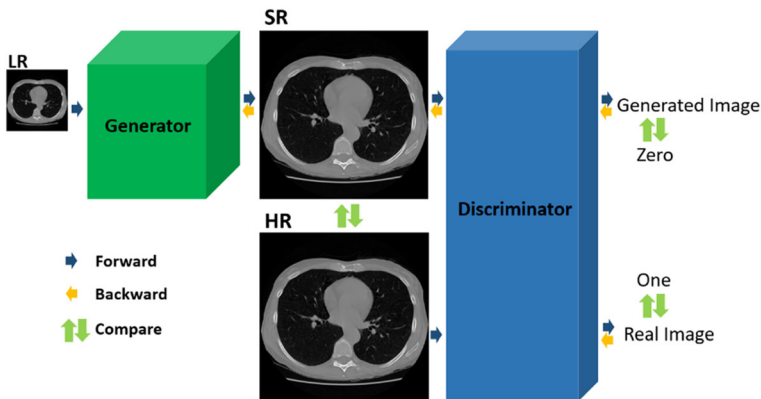 SR
LR
Generator
Generated Image
Zero
Discriminator
HR
Forward
Backward
Compare
One
Real Image